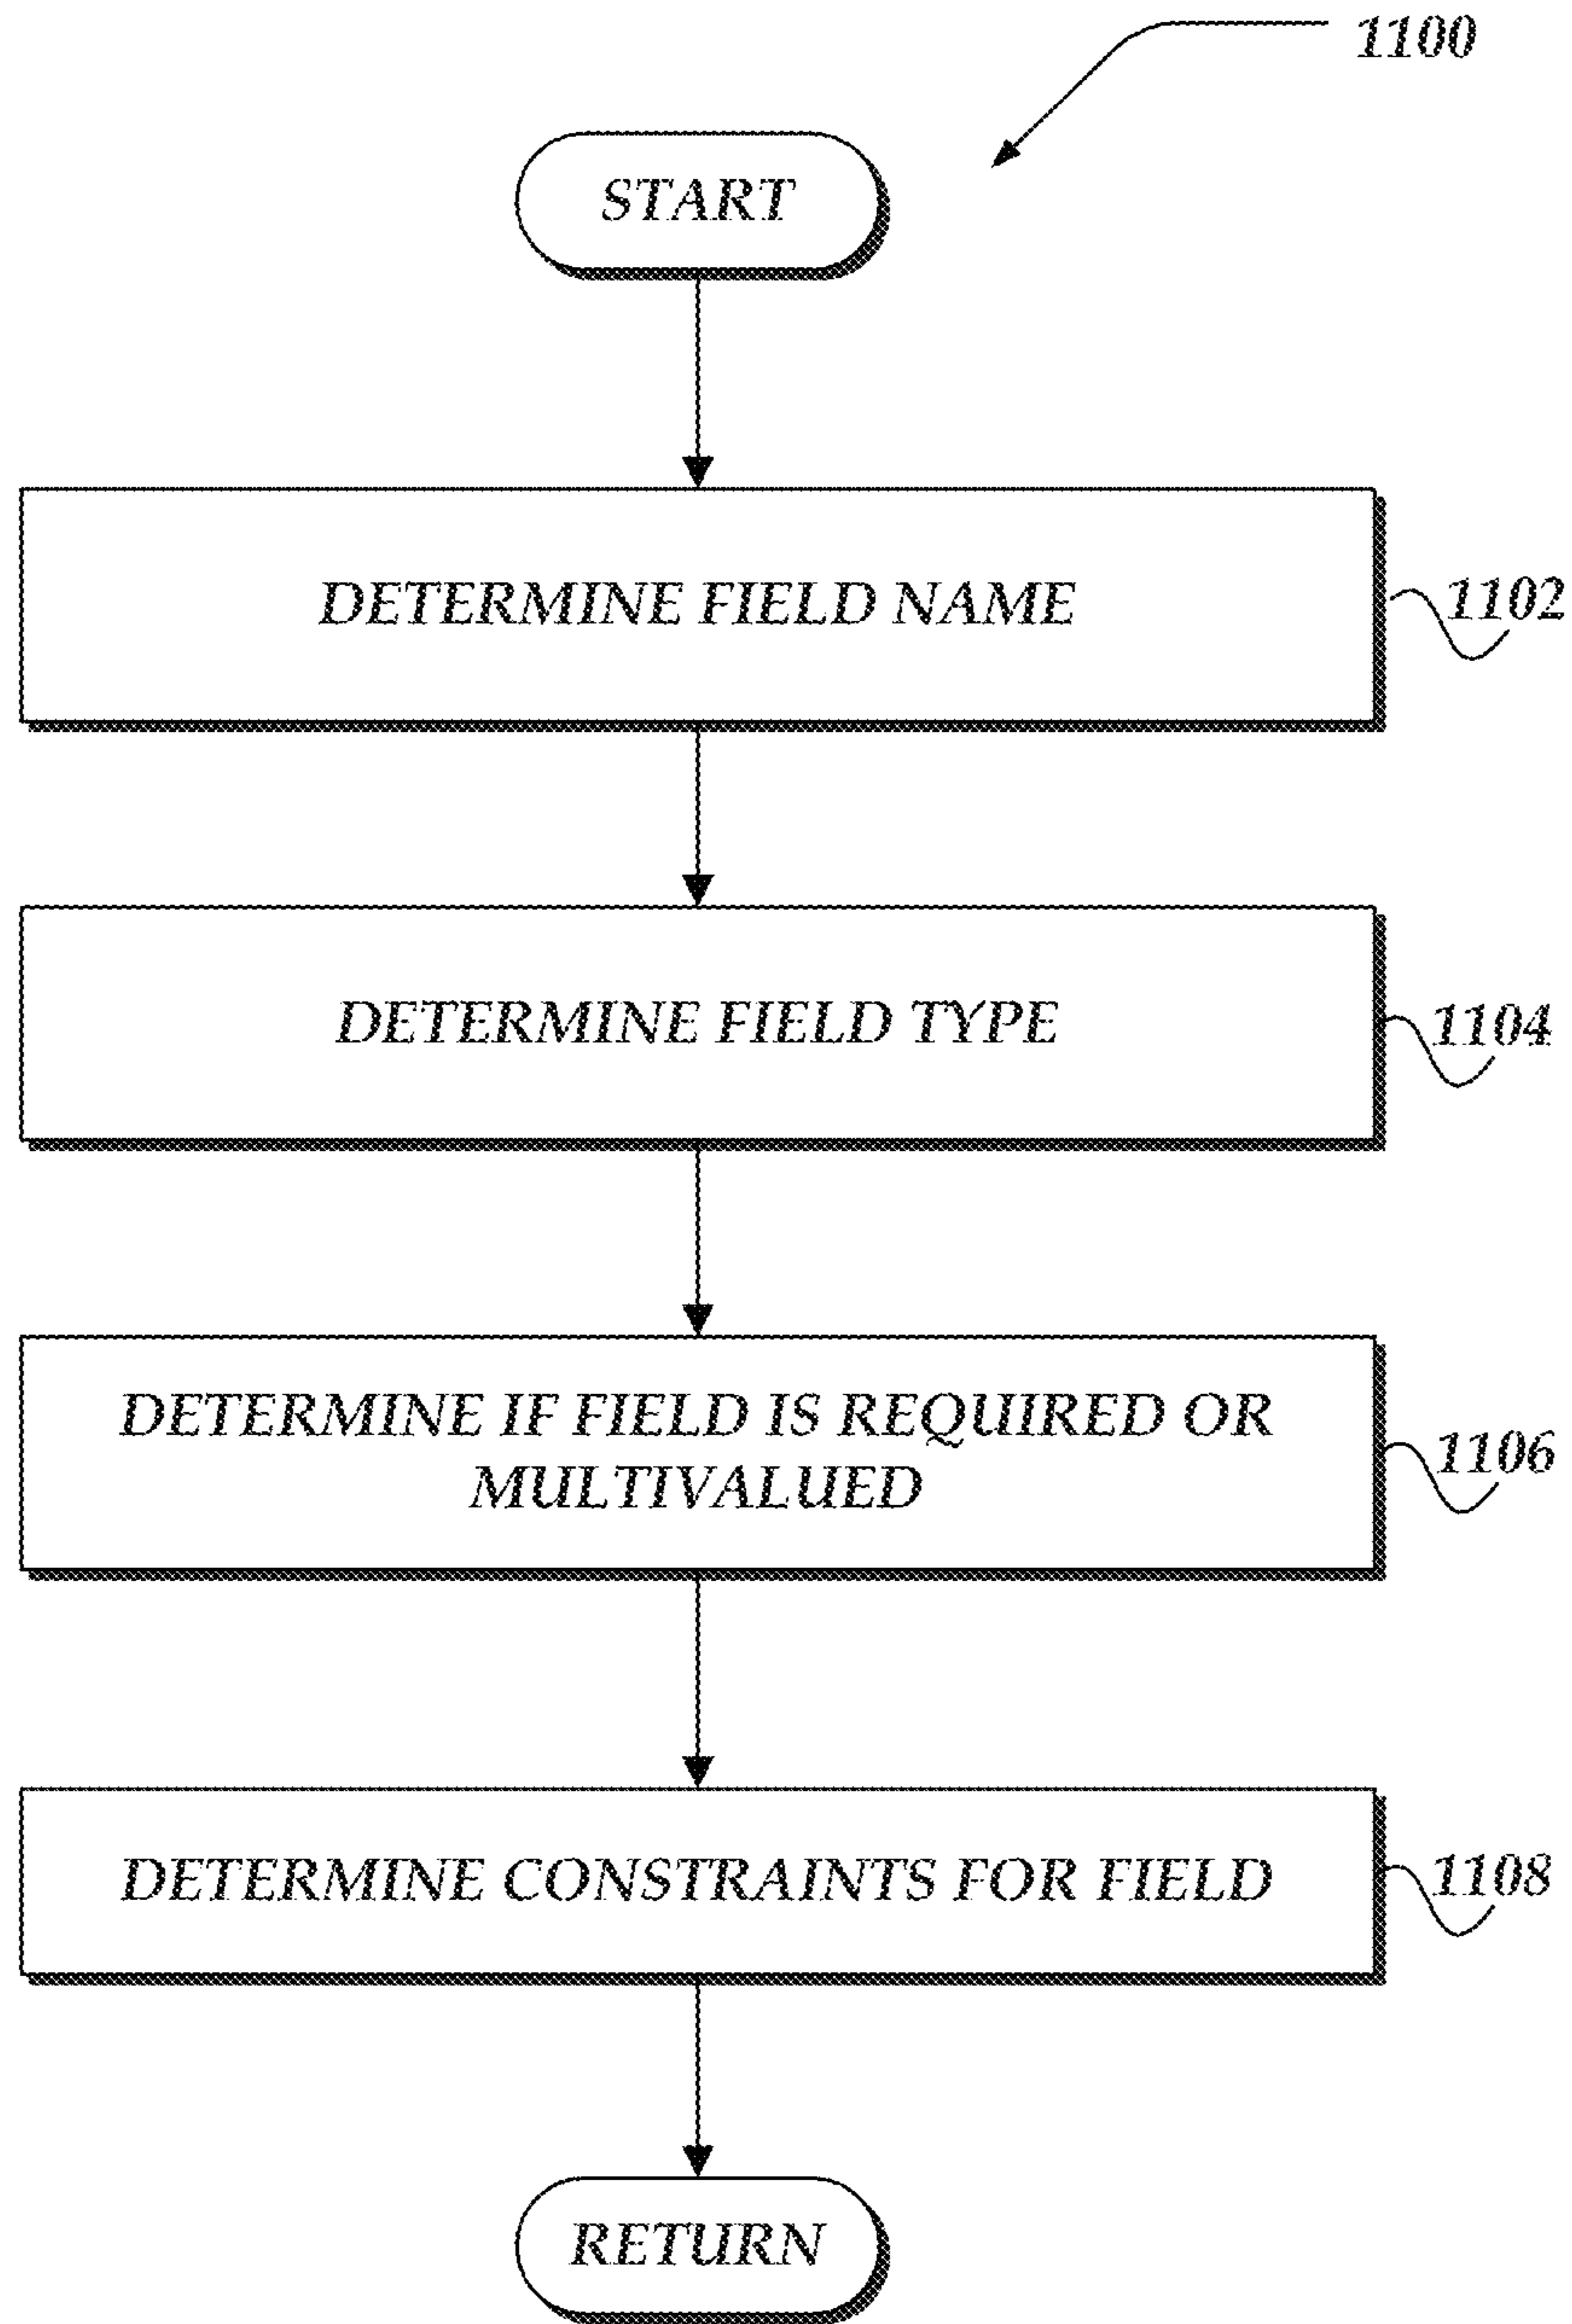 1100
START
DETERMINE FIELD NAME
1102
DETERMINE FIELD TYPE
1104
DETERMINE IF FIELD IS REQUIRED OR
MULTIVALUED
1106
DETERMINE CONSTRAINTS FOR FIELD
1108
RETURN